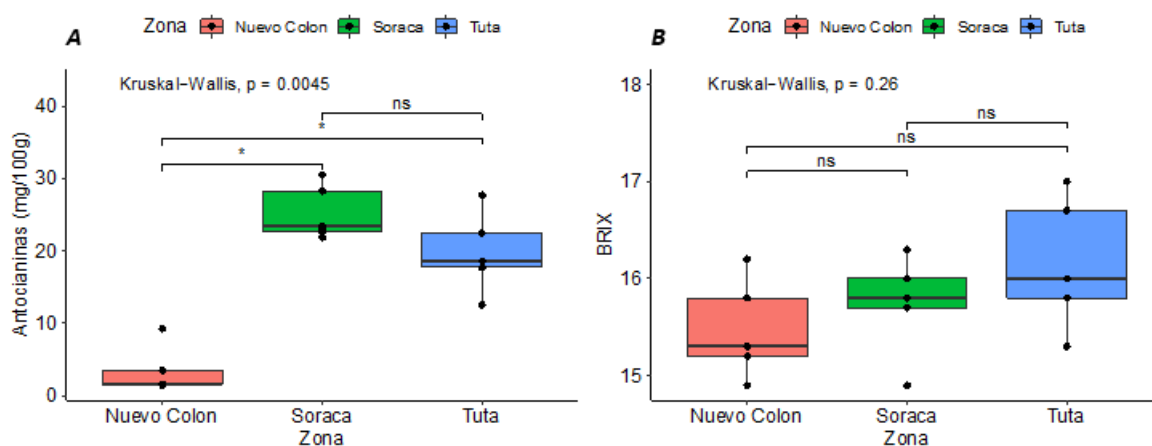 A
Zona Nuevo Colon Soraca Tuta
Kruskal-Wallis, p = 0.0045
ns
*
*
40
30
20
10
0
Antocianinas (mg/100g)
Nuevo Colon Soraca Tuta
Zona
B
Zona Nuevo Colon Soraca Tuta
Kruskal-Wallis, p = 0.26
ns
ns
ns
18
17
16
15
BRIX
Nuevo Colon Soraca Tuta
Zona